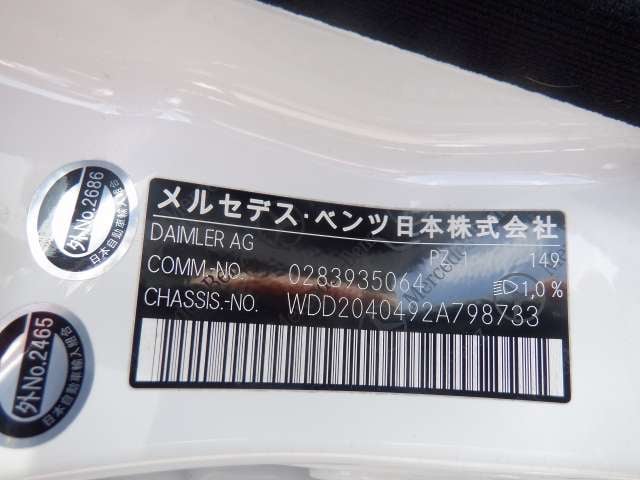 メルセデス・ベンツ日本株式会社
DAIMLER AG
PZ 1 149
COMM.-NO. 0283935064 1,0 %
CHASSIS.-NO. WDD2040492A798733
外No.2686
日本自動車輸入組合
外No.2465
日本自動車輸入組合